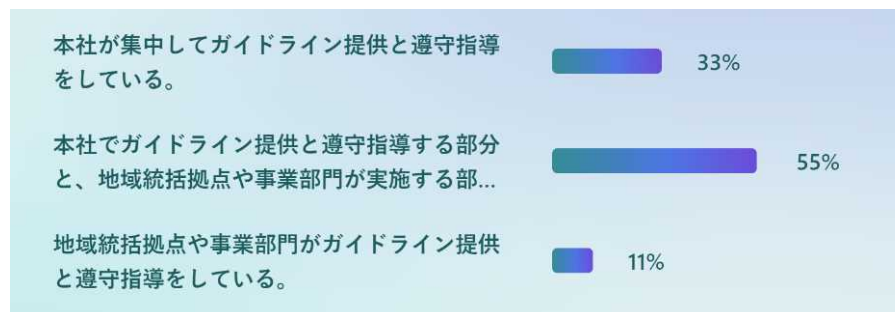 本社が集中してガイドライン提供と遵守指導
をしている。
33%
本社でガイドライン提供と遵守指導する部分
と、地域統括拠点や事業部門が実施する部...
55%
地域統括拠点や事業部門がガイドライン提供
と遵守指導をしている。
11%